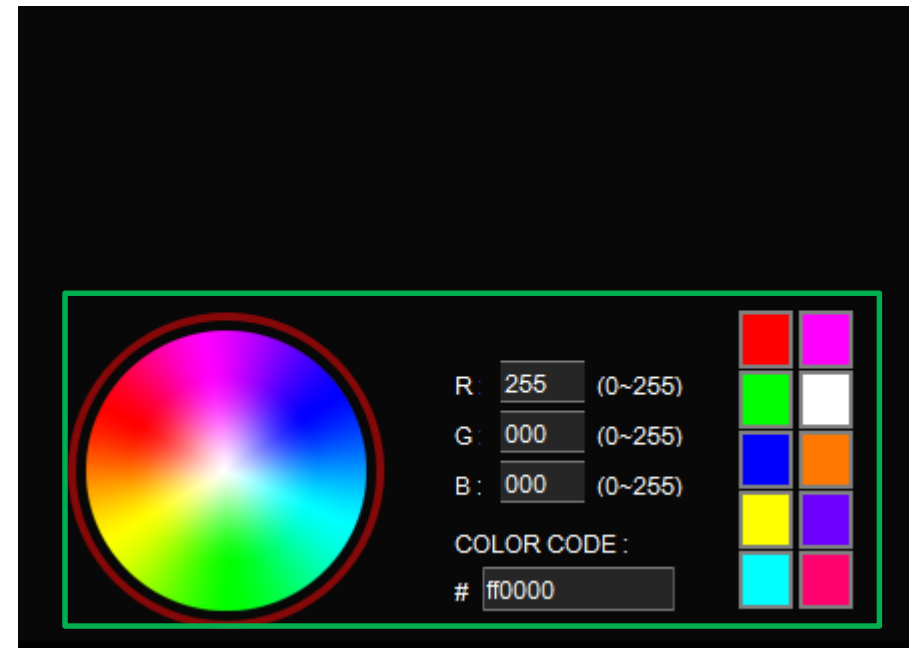 R : 255 (0~255)
G : 000 (0~255)
B : 000 (0~255)
COLOR CODE :
# ff0000